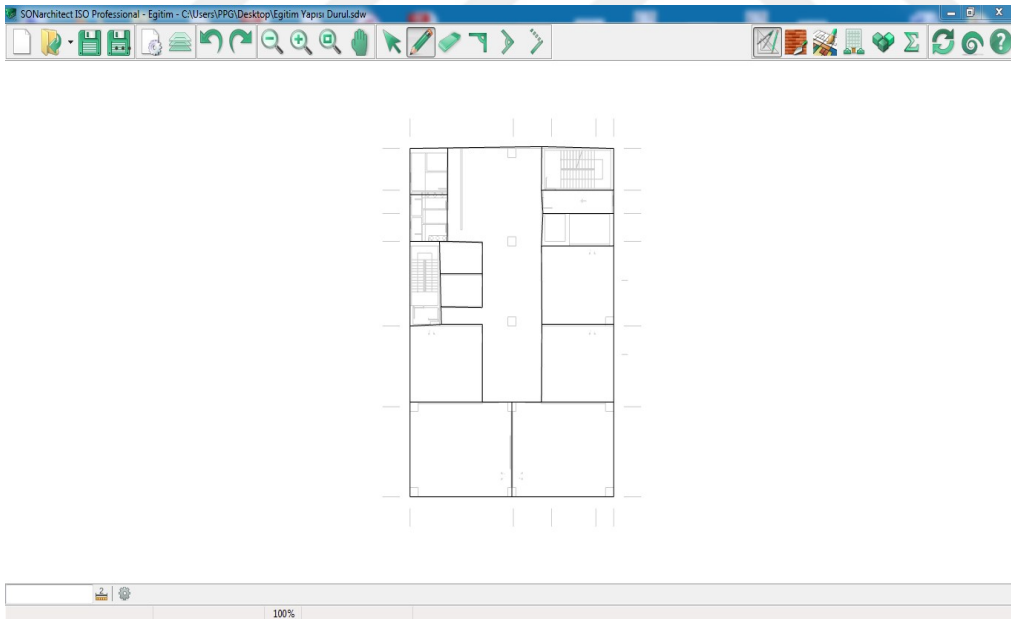 SONarchitect ISO Professional - Egitim - C:\Users\PPG\Desktop\Egitim Yapısı Durul.sdw
100%